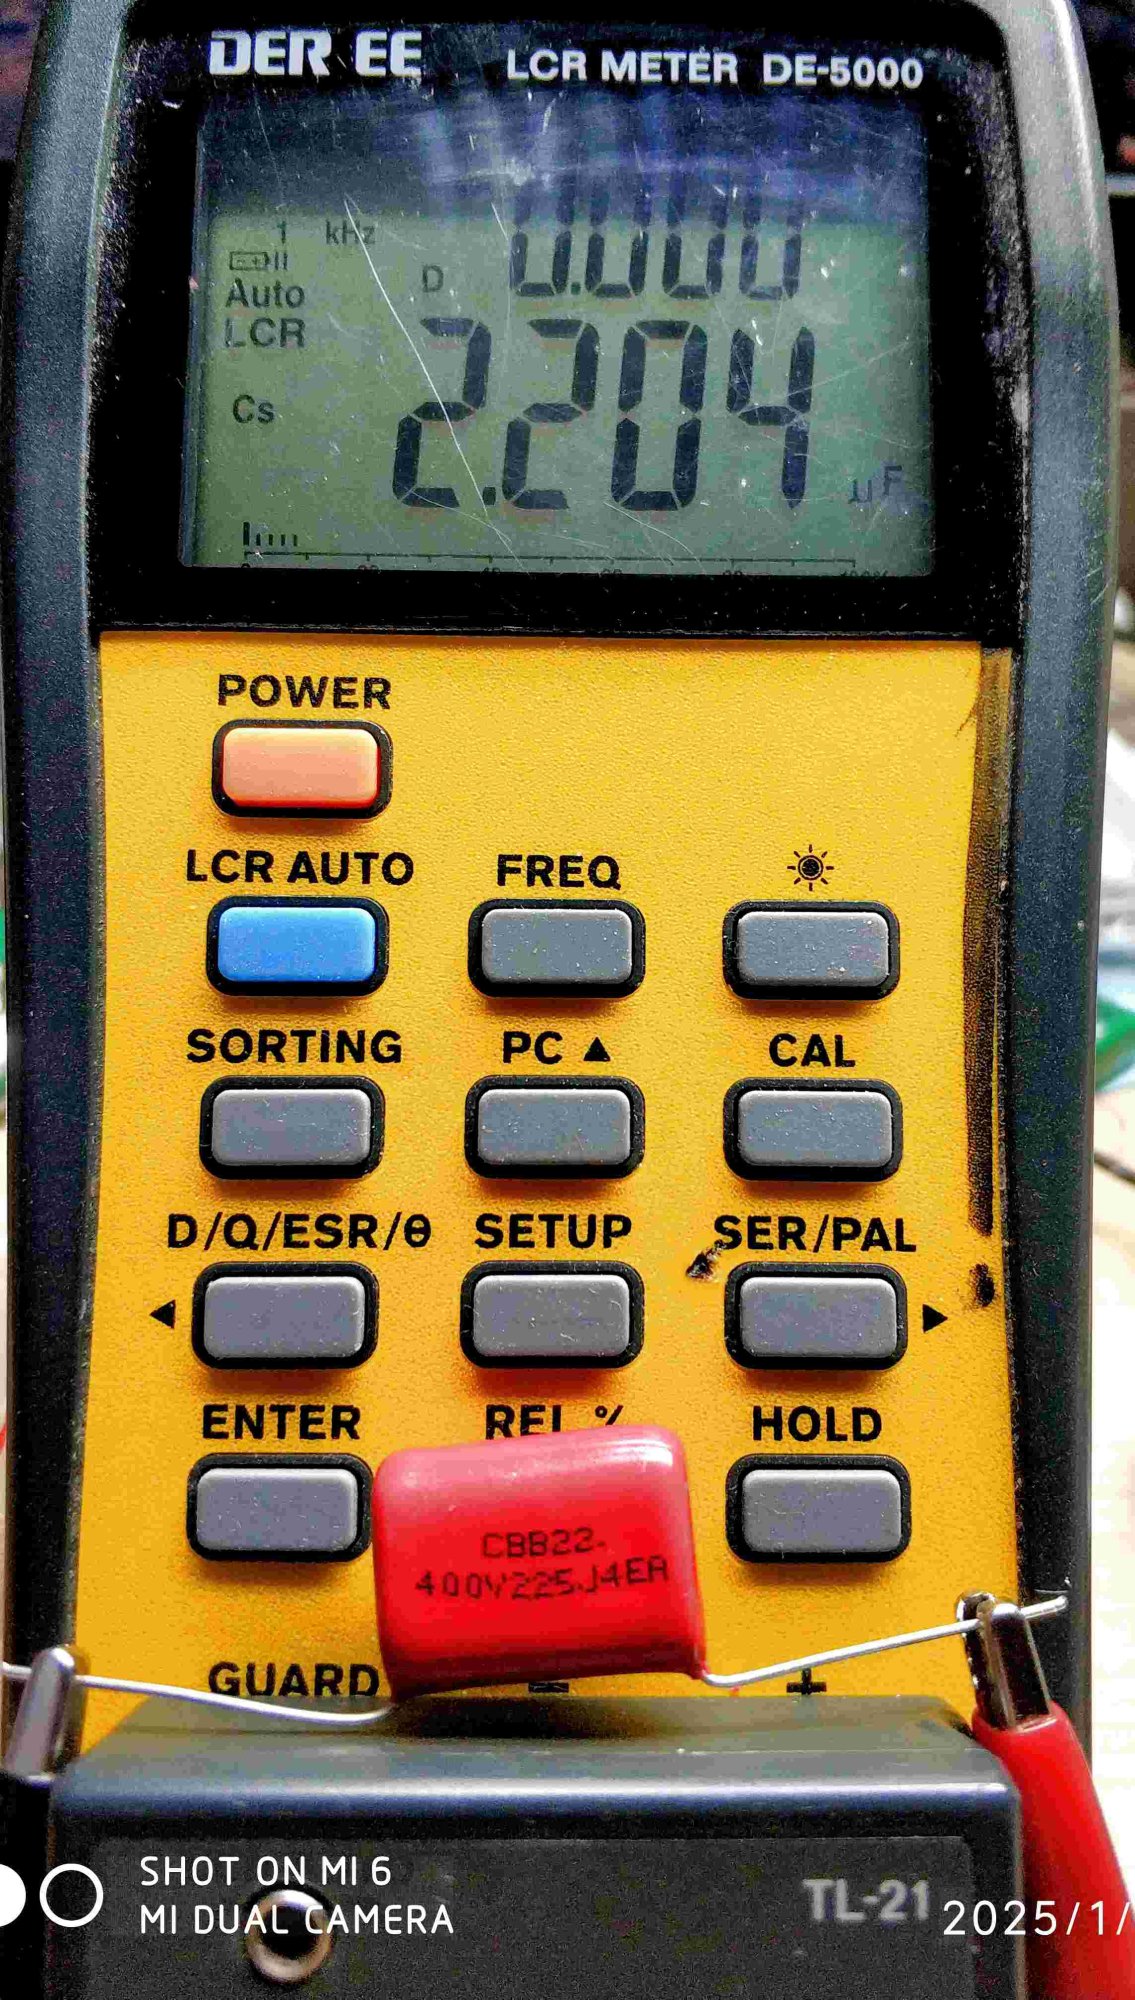 DER EE LCR METER DE-5000
1 kHz
Auto
LCR
D 0.000
Cs 2.204 µF
POWER
LCR AUTO FREQ
SORTING PC ▲ CAL
D/Q/ESR/θ SETUP SER/PAL
◀ ▶
ENTER REL % HOLD
CBB22.
400V225J4EA
GUARD − +
TL-21
SHOT ON MI 6
MI DUAL CAMERA
2025/1/